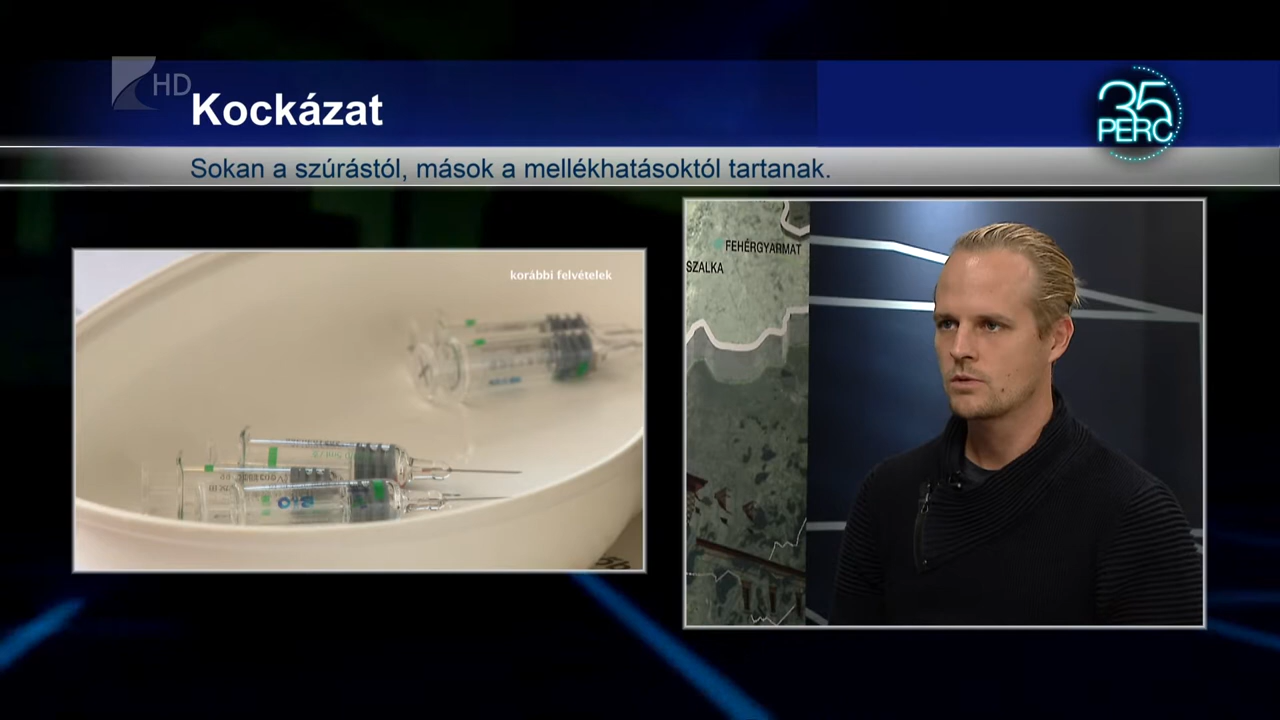 HD
Kockázat
35
PERC
Sokan a szúrástól, mások a mellékhatásoktól tartanak.
korábbi felvételek
FEHÉRGYARMAT
SZALKA